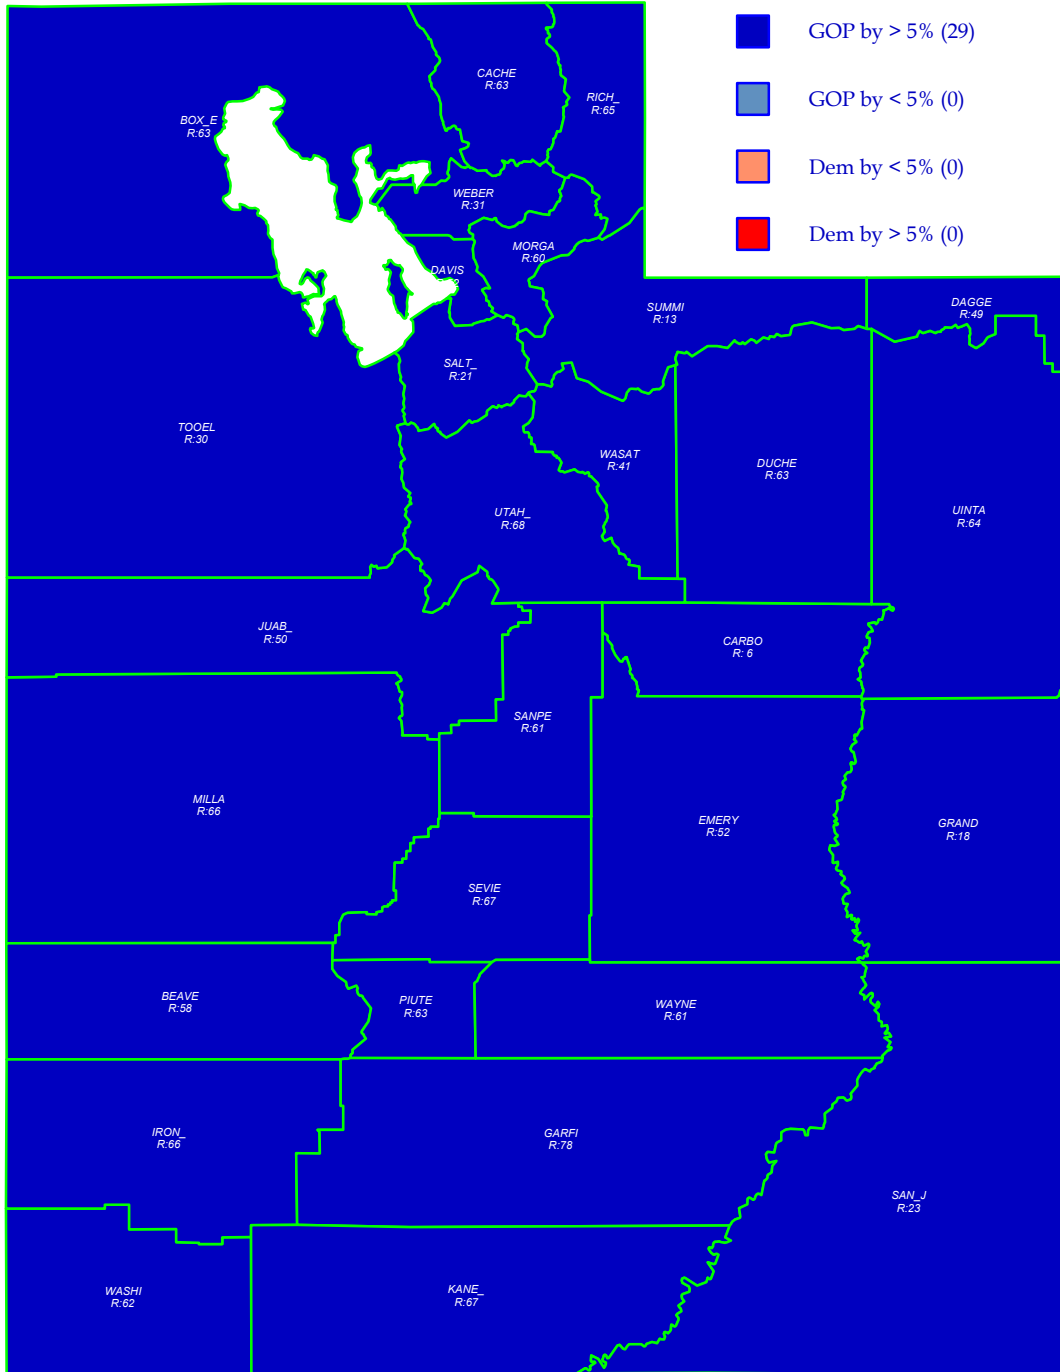 GOP by > 5% (29)
GOP by < 5% (0)
Dem by < 5% (0)
Dem by > 5% (0)
CACHE
R:63
RICH_
R:65
BOX_E
R:63
WEBER
R:31
MORGA
R:60
DAVIS
SUMMI
R:13
DAGGE
R:49
SALT_
R:21
TOOEL
R:30
WASAT
R:41
DUCHE
R:63
UTAH_
R:68
UINTA
R:64
JUAB_
R:50
CARBO
R: 6
SANPE
R:61
MILLA
R:66
EMERY
R:52
GRAND
R:18
SEVIE
R:67
BEAVE
R:58
PIUTE
R:63
WAYNE
R:61
IRON_
R:66
GARFI
R:78
SAN_J
R:23
WASHI
R:62
KANE_
R:67